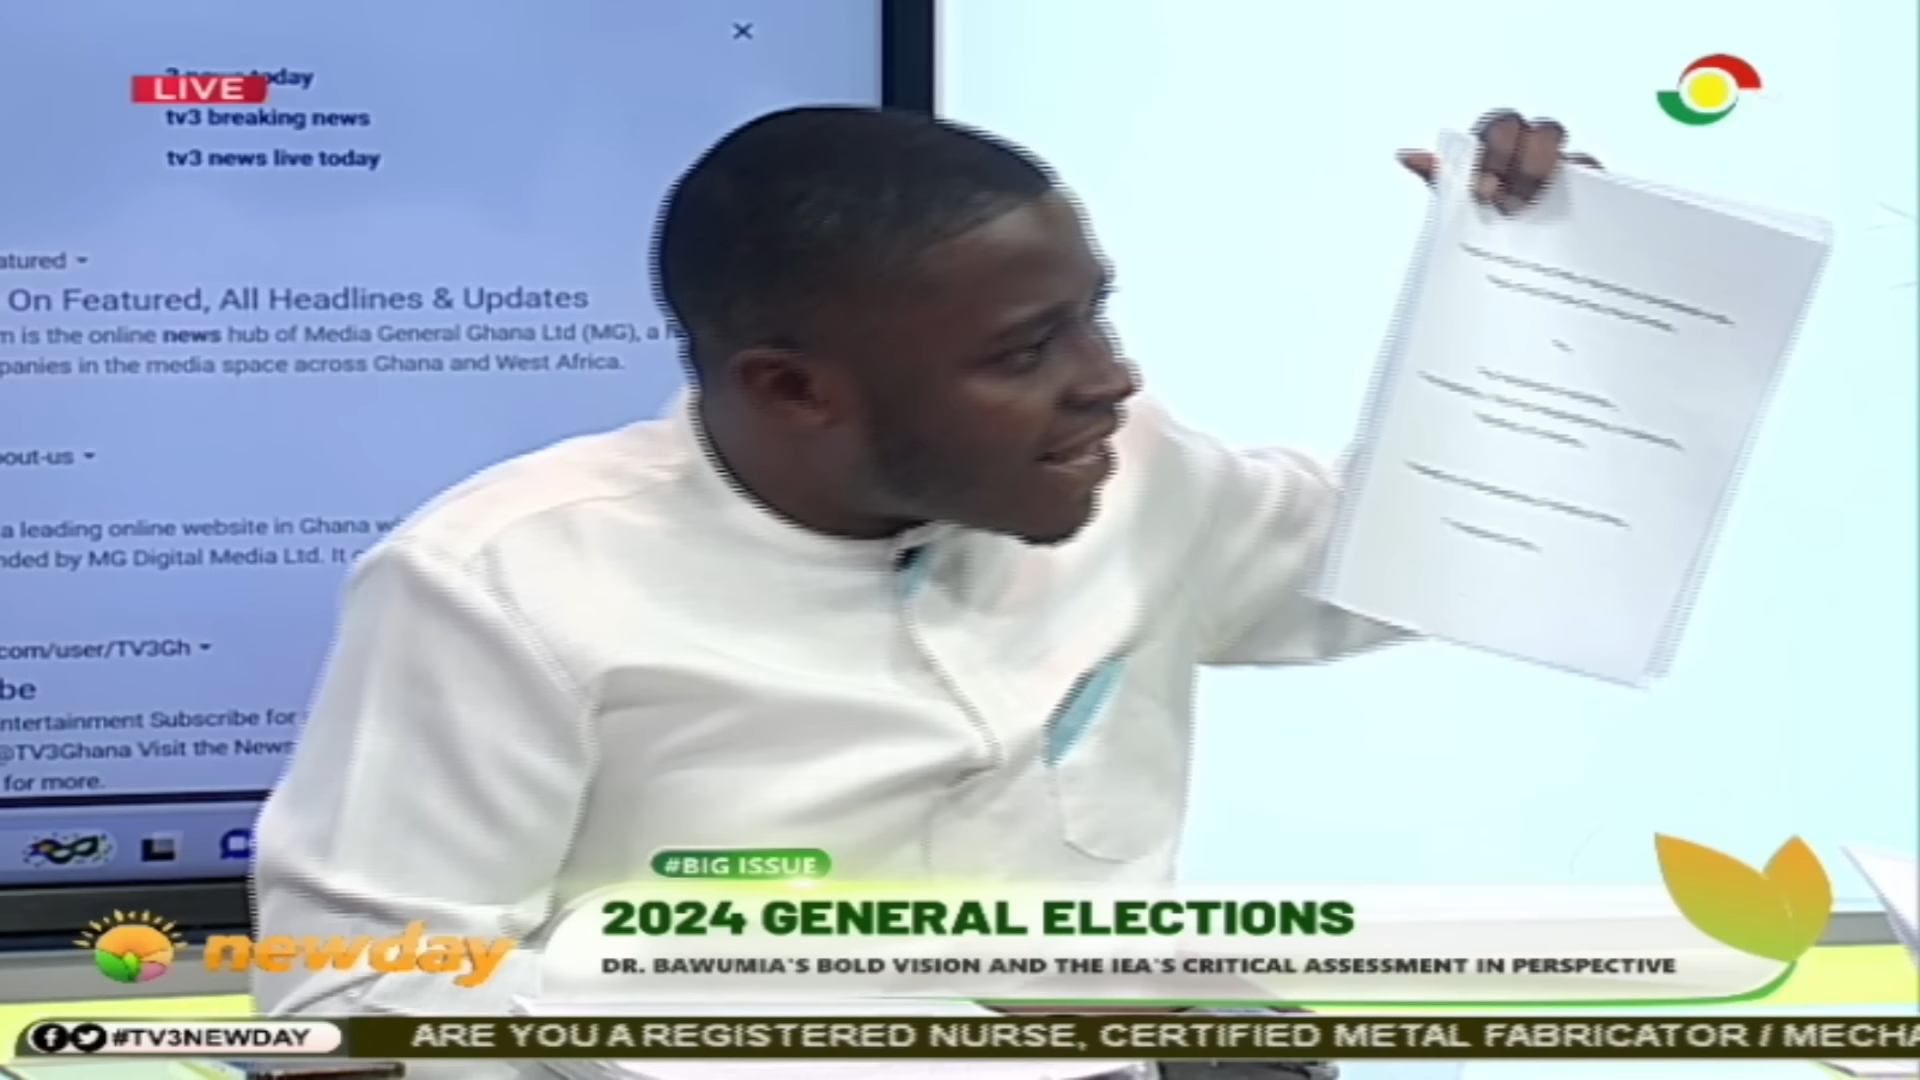 LIVE
today
tv3 breaking news
tv3 news live today
atured
On Featured, All Headlines & Updates
m is the online news hub of Media General Ghana Ltd (MG), a
panies in the media space across Ghana and West Africa.
out-us
a leading online website in Ghana
nded by MG Digital Media Ltd. It
com/user/TV3Gh
be
ntertainment Subscribe for
@TV3Ghana Visit the News
for more.
#BIG ISSUE
2024 GENERAL ELECTIONS
DR. BAWUMIA'S BOLD VISION AND THE IEA'S CRITICAL ASSESSMENT IN PERSPECTIVE
newday
#TV3NEWDAY
ARE YOU A REGISTERED NURSE, CERTIFIED METAL FABRICATOR / MECHA